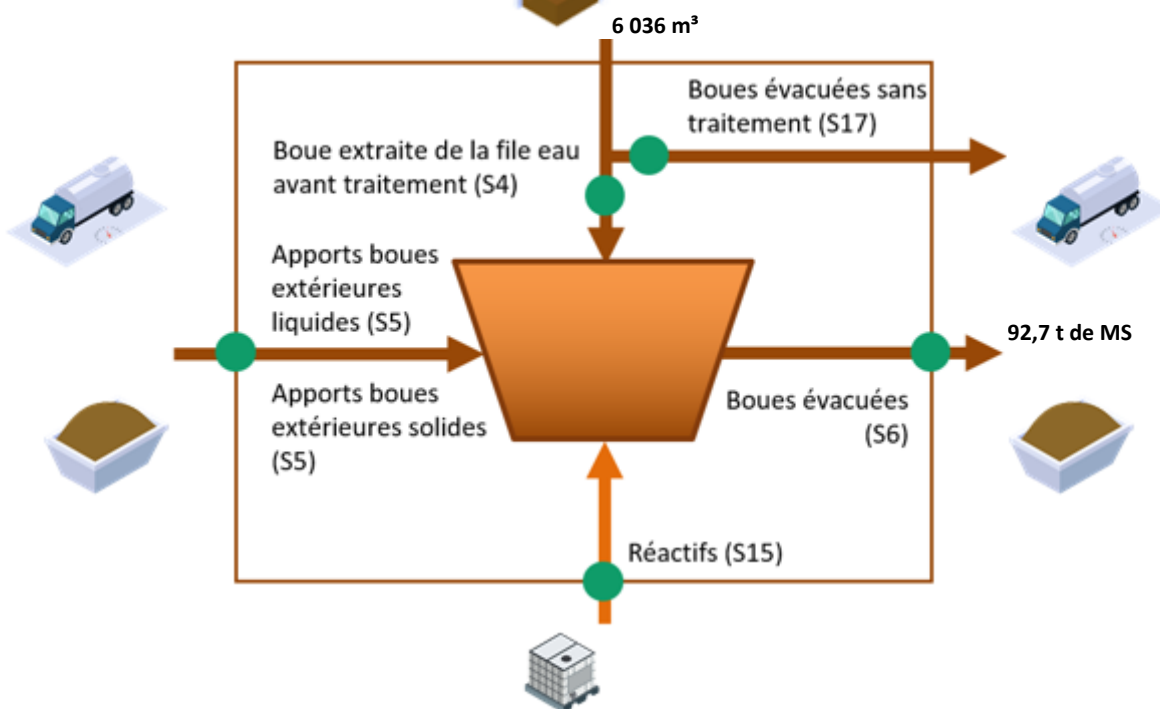 6 036 m³
Boues évacuées sans
traitement (S17)
Boue extraite de la file eau
avant traitement (S4)
Apports boues
extérieures
liquides (S5)
92,7 t de MS
Apports boues
extérieures solides
(S5)
Boues évacuées
(S6)
Réactifs (S15)